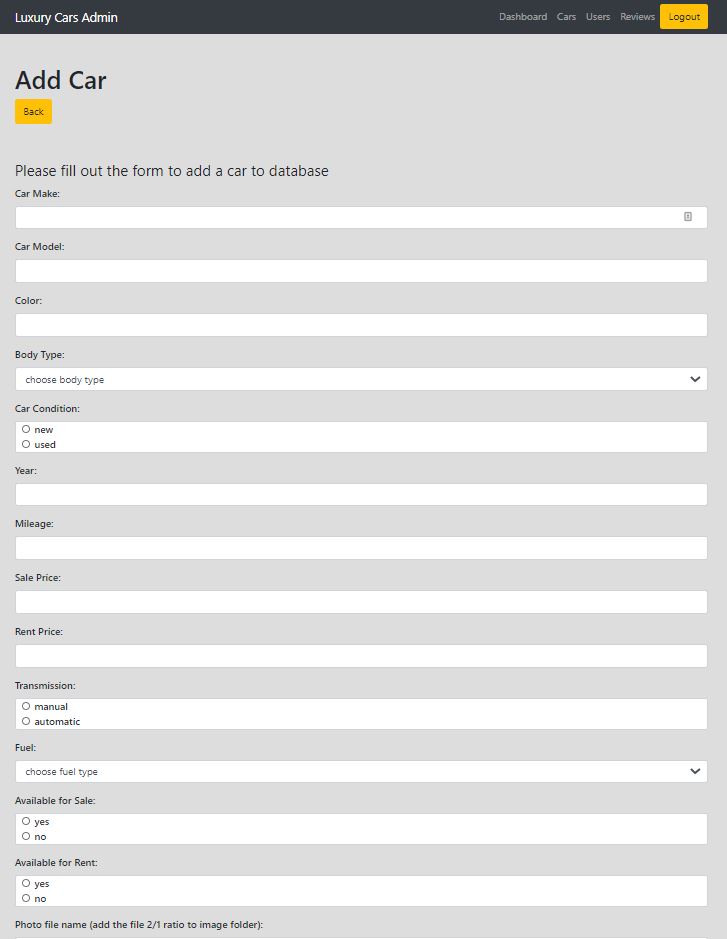 Luxury Cars Admin Dashboard Cars Users Reviews Logout
Add Car
Back
Please fill out the form to add a car to database
Car Make:
Car Model:
Color:
Body Type:
choose body type
Car Condition:
new
used
Year:
Mileage:
Sale Price:
Rent Price:
Transmission:
manual
automatic
Fuel:
choose fuel type
Available for Sale:
yes
no
Available for Rent:
yes
no
Photo file name (add the file 2/1 ratio to image folder):